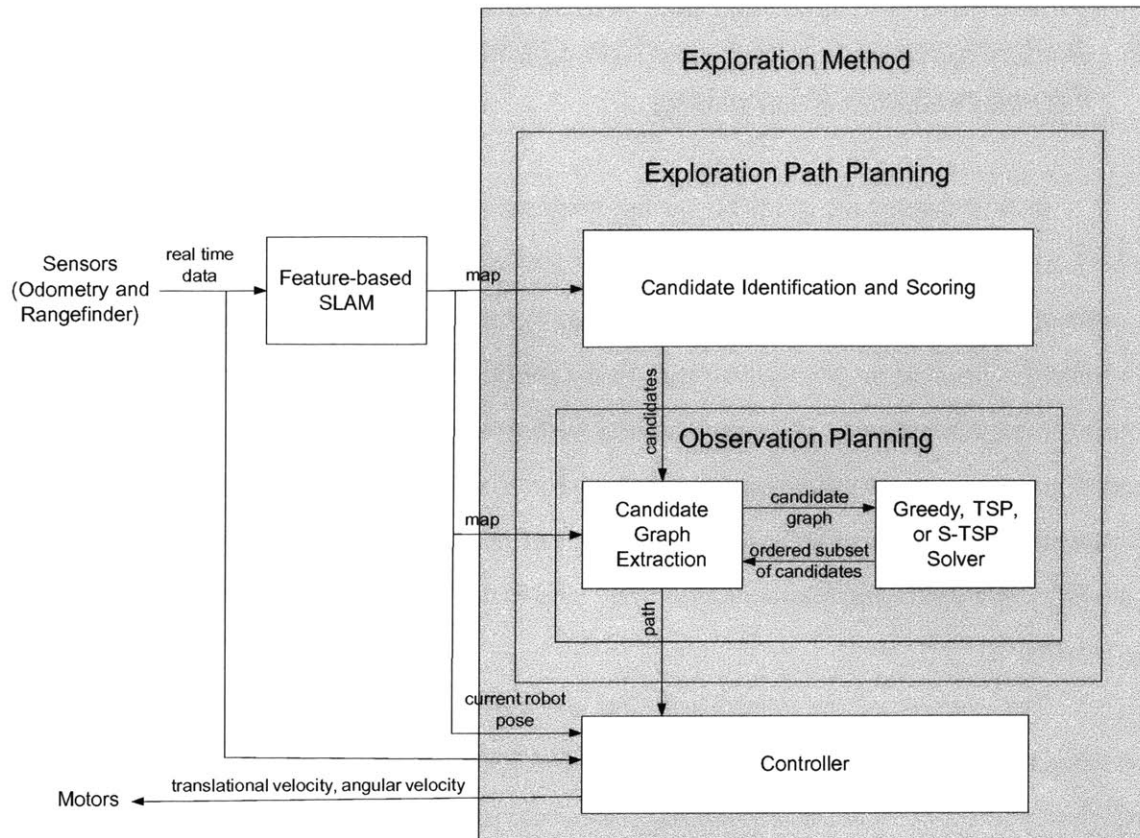 Exploration Method
Exploration Path Planning
Sensors
(Odometry and
Rangefinder)
real time
data
Feature-based
SLAM
map
Candidate Identification and Scoring
candidates
Observation Planning
map
Candidate
Graph
Extraction
candidate
graph
ordered subset
of candidates
Greedy, TSP,
or S-TSP
Solver
path
current robot
pose
Controller
translational velocity, angular velocity
Motors